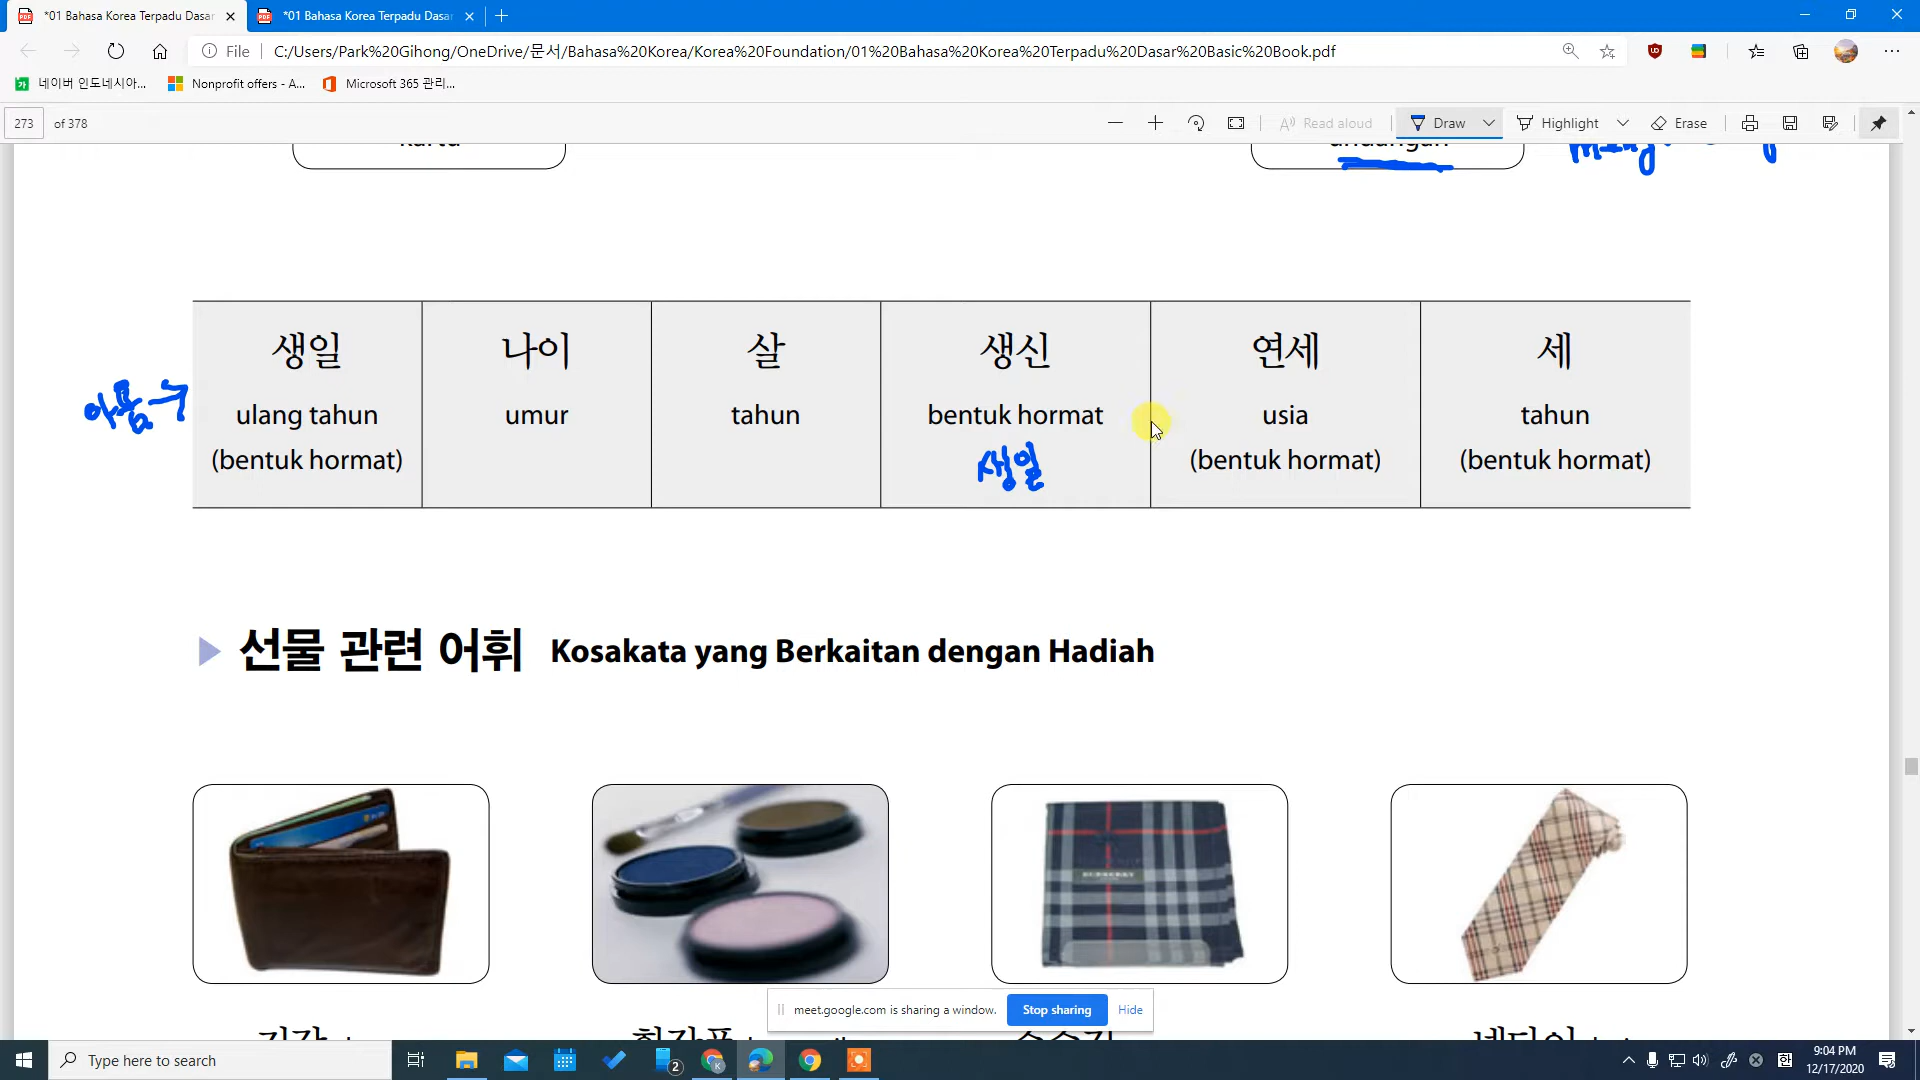 *01 Bahasa Korea Terpadu Dasar
*01 Bahasa Korea Terpadu Dasar
File
C:/Users/Park%20Gihong/OneDrive/문서/Bahasa%20Korea/Korea%20Foundation/01%20Bahasa%20Korea%20Terpadu%20Dasar%20Basic%20Book.pdf
네이버 인도네시아...
Nonprofit offers - A...
Microsoft 365 관리...
273 of 378
Read aloud
Draw
Highlight
Erase
undangan
생일 나이 살 생신 연세 세
ulang tahun umur tahun bentuk hormat usia tahun
(bentuk hormat) 생일 (bentuk hormat) (bentuk hormat)
선물 관련 어휘 Kosakata yang Berkaitan dengan Hadiah
BURBERRY
meet.google.com is sharing a window. Stop sharing Hide
Type here to search
2
한
9:04 PM
12/17/2020